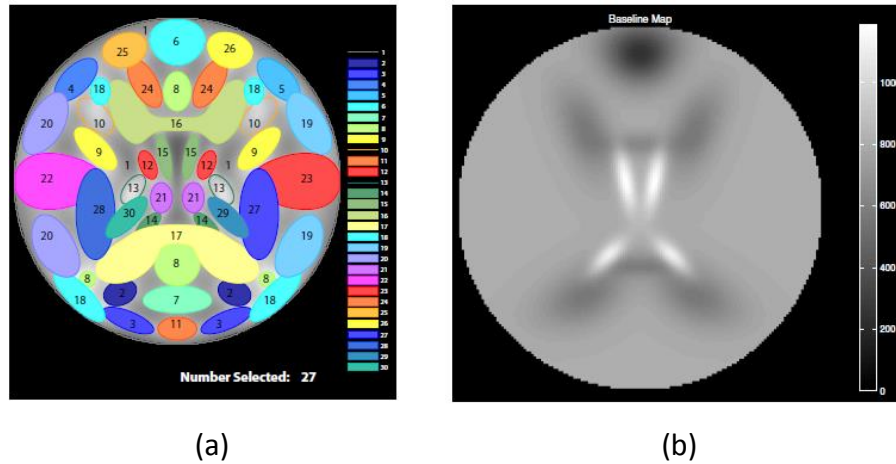 1
6
25 26
4 18 24 8 24 18 5
20 10 16 10 19
9 15 15 9
1 12 12 1
22 13 21 21 13 23
28 30 29 27
14 14
20 17 19
8 8 8
18 2 7 2 18
3 11 3
Number Selected: 27
1
2
3
4
5
6
7
8
9
10
11
12
13
14
15
16
17
18
19
20
21
22
23
24
25
26
27
28
29
30
(a)
Baseline Map
1000
800
600
400
200
0
(b)